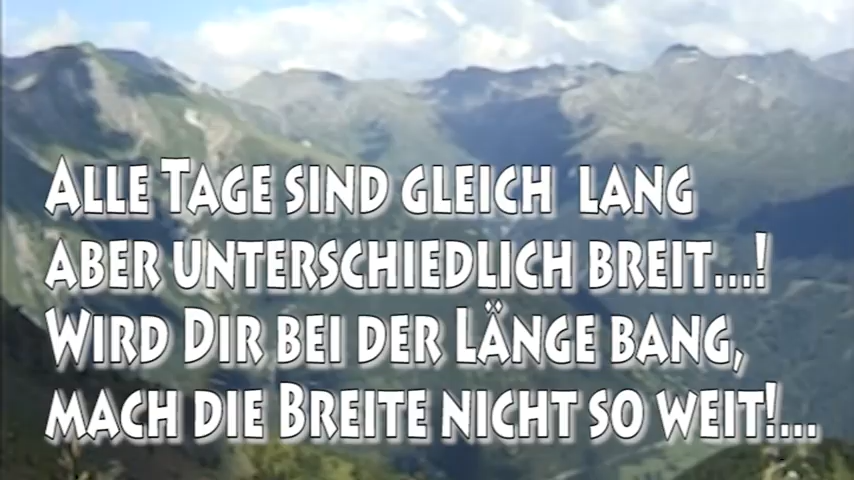 Alle Tage sind gleich lang
aber unterschiedlich breit...!
Wird Dir bei der Länge bang,
mach die Breite nicht so weit!...